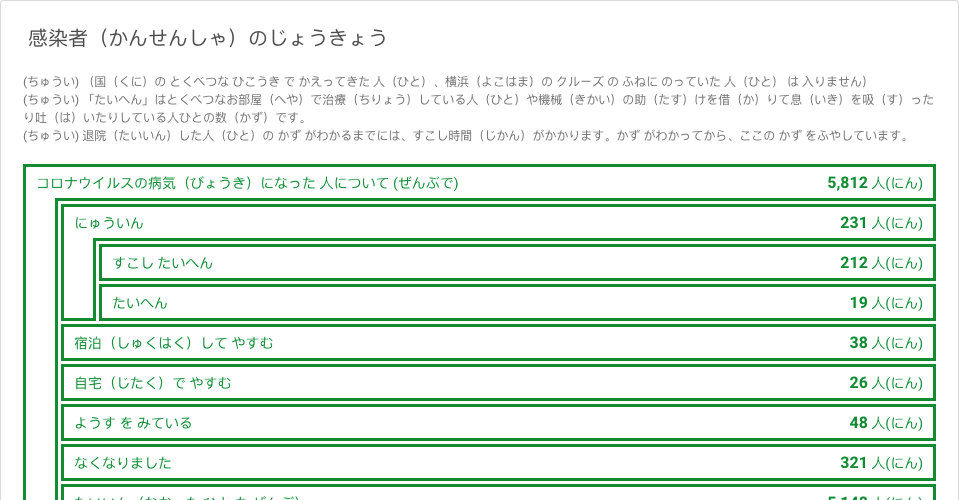 感染者（かんせんしゃ）のじょうきょう
(ちゅうい) （国（くに）の とくべつな ひこうき で かえってきた 人（ひと）、横浜（よこはま）の クルーズ の ふねに のっていた 人（ひと） は 入りません）
(ちゅうい) 「たいへん」はとくべつなお部屋（へや）で治療（ちりょう）している人（ひと）や機械（きかい）の助（たす）けを借（か）りて息（いき）を吸（す）った
り吐（は）いたりしている人ひとの数（かず）です。
(ちゅうい) 退院（たいいん）した人（ひと）の かず がわかるまでには、すこし時間（じかん）がかかります。かず がわかってから、ここの かず をふやしています。
コロナウイルスの病気（びょうき）になった 人について (ぜんぶで) 5,812 人(にん)
にゅういん 231 人(にん)
すこし たいへん 212 人(にん)
たいへん 19 人(にん)
宿泊（しゅくはく）して やすむ 38 人(にん)
自宅（じたく）で やすむ 26 人(にん)
ようす を みている 48 人(にん)
なくなりました 321 人(にん)